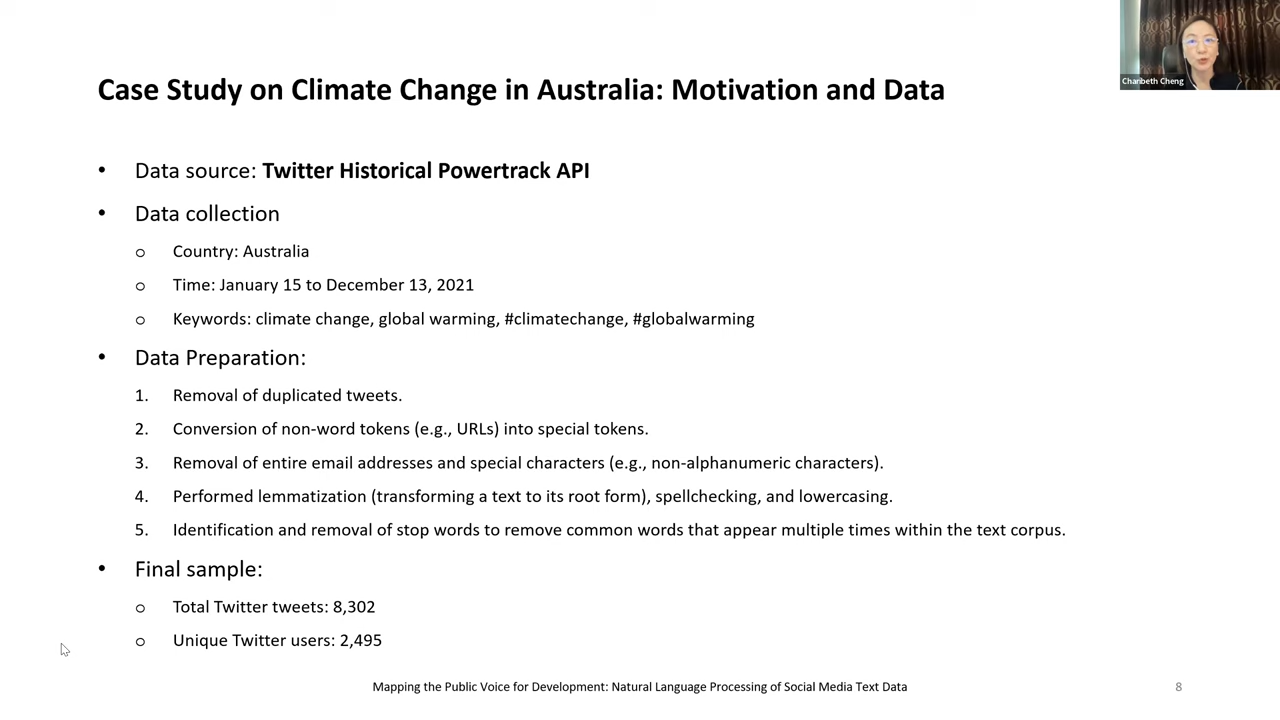 Charibeth Cheng
Case Study on Climate Change in Australia: Motivation and Data
• Data source: Twitter Historical Powertrack API
• Data collection
o Country: Australia
o Time: January 15 to December 13, 2021
o Keywords: climate change, global warming, #climatechange, #globalwarming
• Data Preparation:
1. Removal of duplicated tweets.
2. Conversion of non-word tokens (e.g., URLs) into special tokens.
3. Removal of entire email addresses and special characters (e.g., non-alphanumeric characters).
4. Performed lemmatization (transforming a text to its root form), spellchecking, and lowercasing.
5. Identification and removal of stop words to remove common words that appear multiple times within the text corpus.
• Final sample:
o Total Twitter tweets: 8,302
o Unique Twitter users: 2,495
Mapping the Public Voice for Development: Natural Language Processing of Social Media Text Data
8